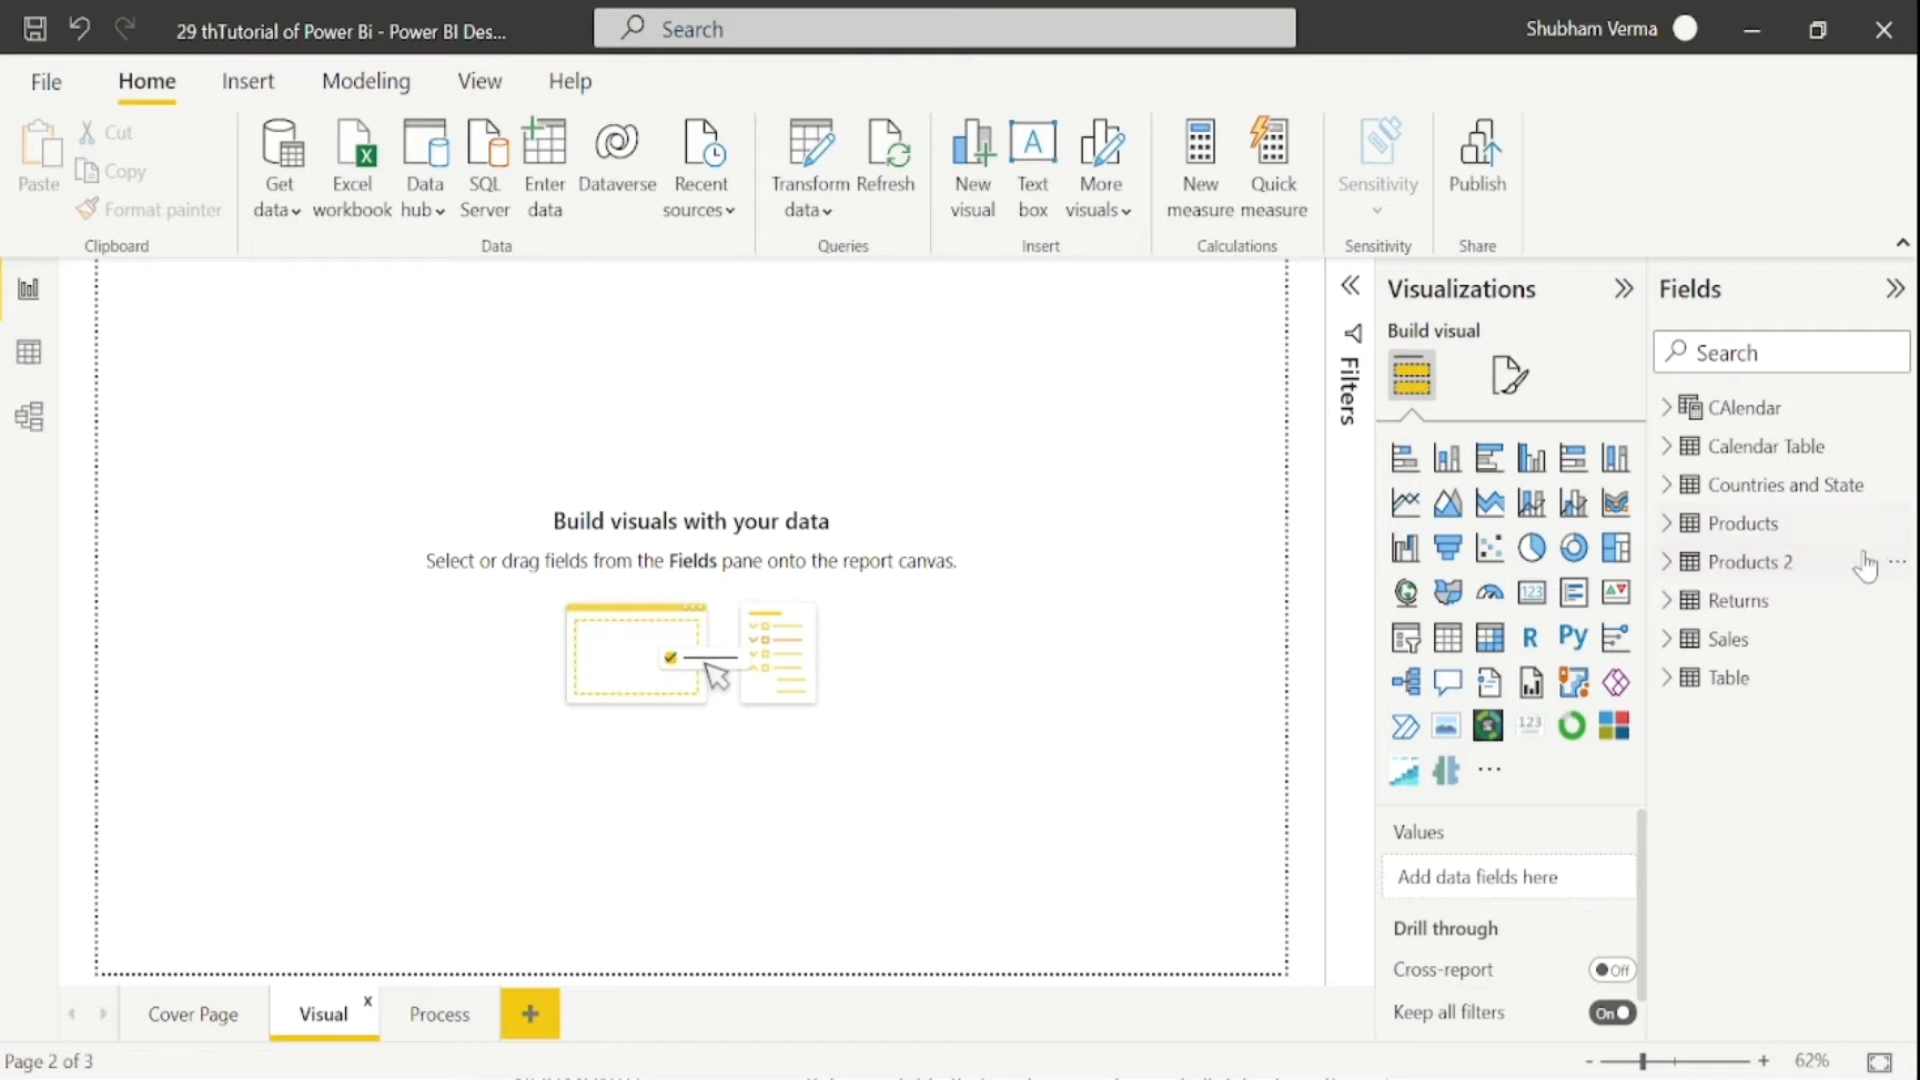 29 thTutorial of Power Bi - Power BI Des...
Search
Shubham Verma
File
Home
Insert
Modeling
View
Help
Paste
Cut
Copy
Format painter
Clipboard
Get
data
Excel
workbook
Data
hub
SQL
Server
Enter
data
Dataverse
Recent
sources
Data
Transform
data
Refresh
Queries
New
visual
Text
box
More
visuals
Insert
New
measure
Quick
measure
Calculations
Sensitivity
Sensitivity
Publish
Share
Filters
Visualizations
Build visual
R
Py
123
123
Values
Add data fields here
Drill through
Cross-report
Off
Keep all filters
On
Fields
Search
CAlendar
Calendar Table
Countries and State
Products
Products 2
Returns
Sales
Table
Build visuals with your data
Select or drag fields from the Fields pane onto the report canvas.
Cover Page
Visual
x
Process
+
Page 2 of 3
- + 62%